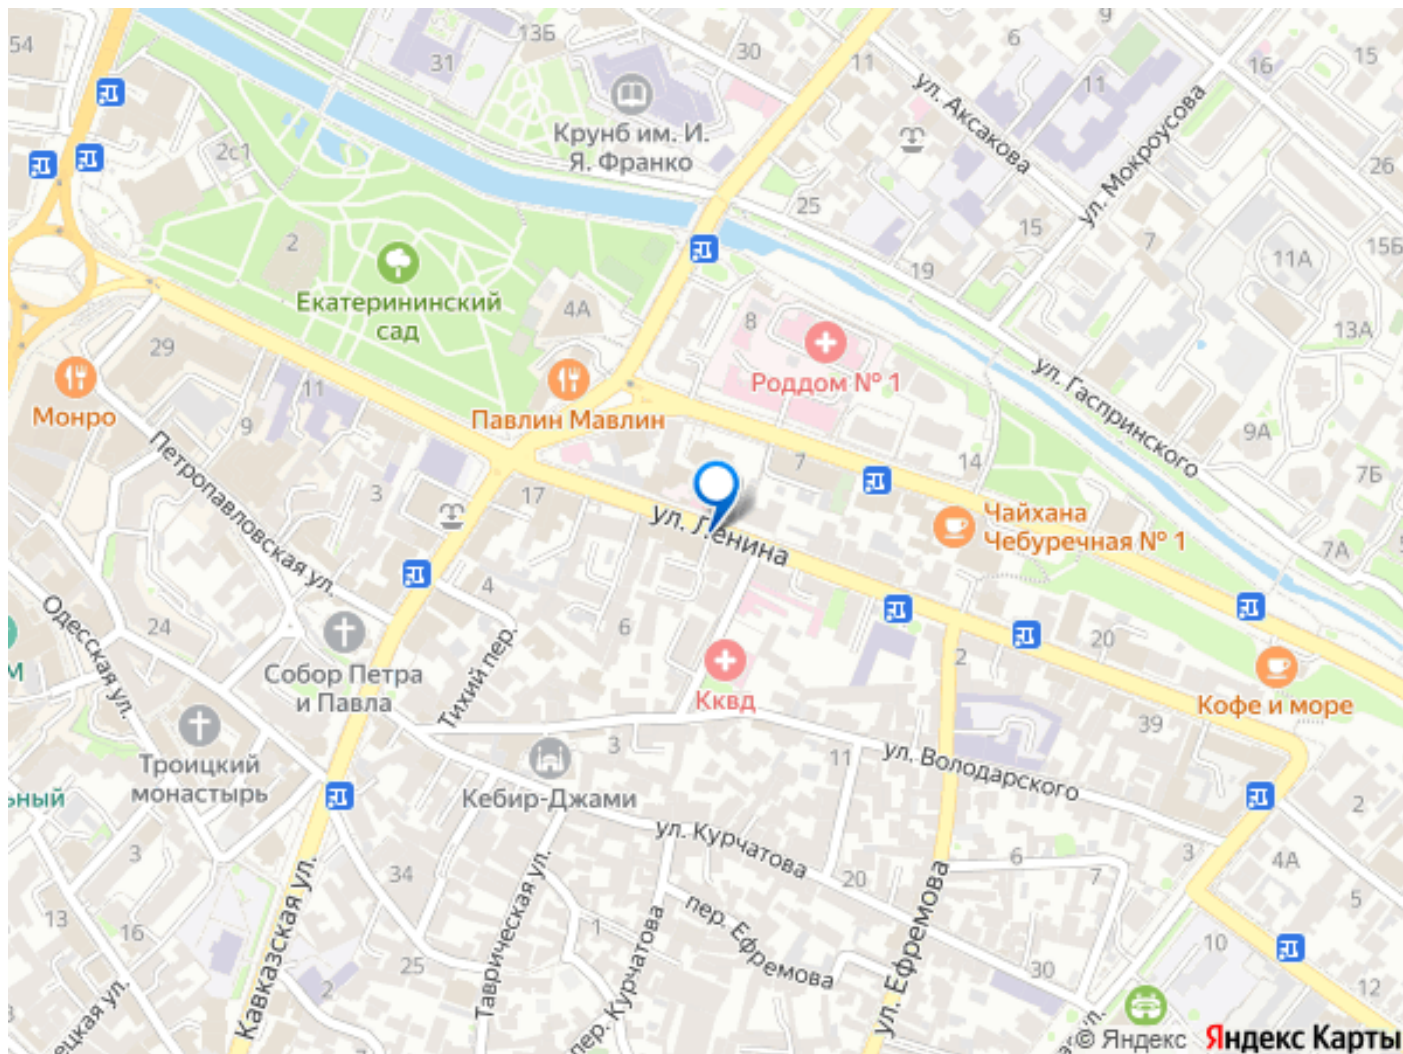 54
13Б
31
30
11
6
9
15
16
11
ул. Аксакова
ул. Мокроусова
26
Крунб им. И.
Я. Франко
2с1
25
15
7
15Б
11А
19
2
Екатерининский
сад
4А
8
13А
29
11
9
Монро
Павлин Мавлин
Роддом № 1
ул. Гаспринского
9А
7Б
14
7
Петропавловская ул.
3
17
ул. Ленина
Чайхана
Чебуречная № 1
7А
4
6
Одесская ул.
24
Собор Петра
и Павла
Тихий пер.
Кквд
2
20
Кофе и море
39
Троицкий
монастырь
М
ьный
3
Кебир-Джами
11
ул. Володарского
2
ул. Курчатова
3
34
20
6
7
3
4А
5
13
16
Кавказская ул.
25
2
Таврическая ул.
1
пер. Курчатова
пер. Ефремова
ул. Ефремова
30
10
12
ецкая ул.
ул.
© Яндекс Яндекс Карты